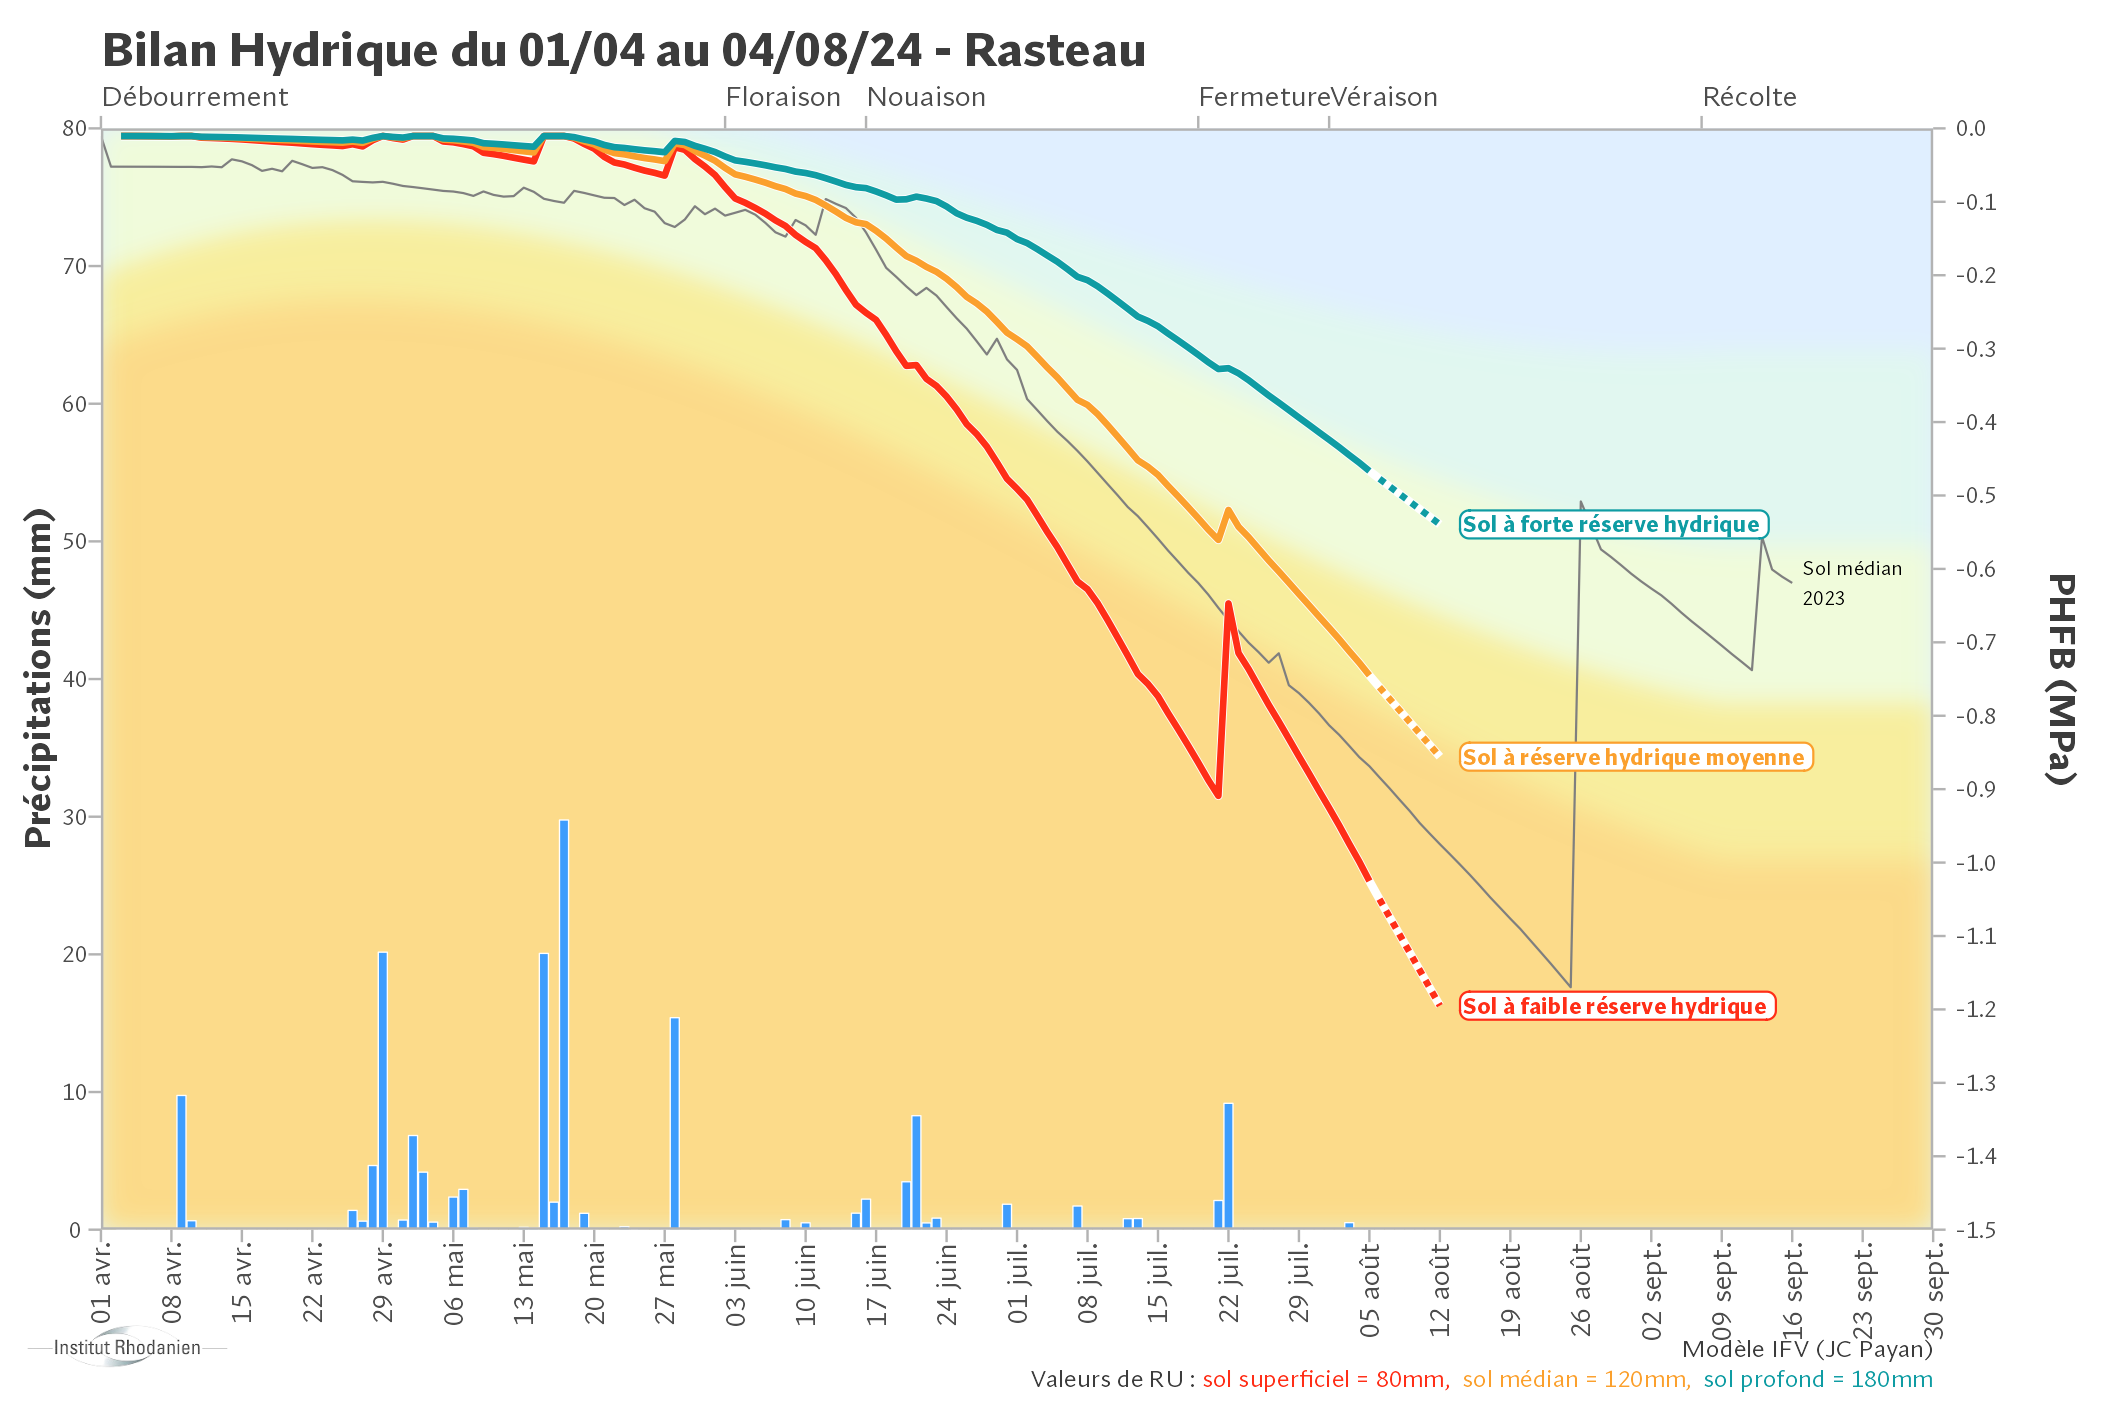 Bilan Hydrique du 01/04 au 04/08/24 - Rasteau
Débourrement
Floraison
Nouaison
Fermeture
Véraison
Récolte
80
70
60
50
40
30
20
10
0
Précipitations (mm)
0.0
-0.1
-0.2
-0.3
-0.4
-0.5
-0.6
-0.7
-0.8
-0.9
-1.0
-1.1
-1.2
-1.3
-1.4
-1.5
PHFB (MPa)
Sol à forte réserve hydrique
Sol médian
2023
Sol à réserve hydrique moyenne
Sol à faible réserve hydrique
01 avr.
08 avr.
15 avr.
22 avr.
29 avr.
06 mai
13 mai
20 mai
27 mai
03 juin
10 juin
17 juin
24 juin
01 juil.
08 juil.
15 juil.
22 juil.
29 juil.
05 août
12 août
19 août
26 août
02 sept.
09 sept.
16 sept.
23 sept.
30 sept.
Institut Rhodanien
Modèle IFV (JC Payan)
Valeurs de RU : sol superficiel = 80mm, sol médian = 120mm, sol profond = 180mm